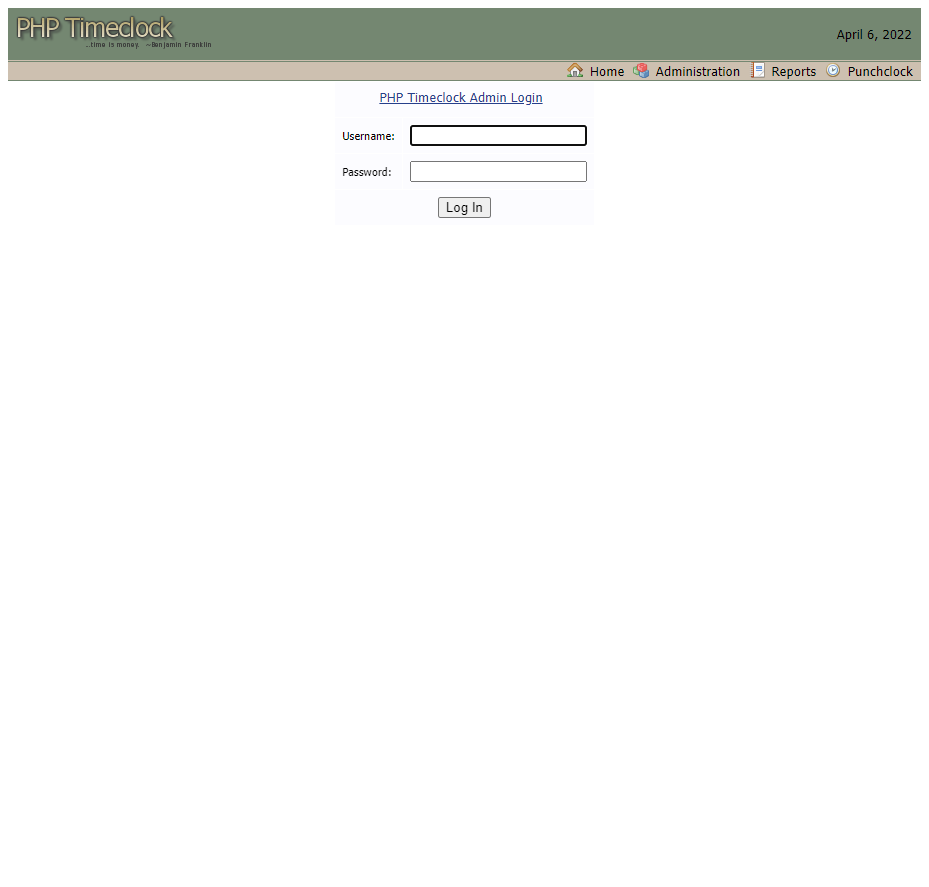 PHP Timeclock
...time is money. ~Benjamin Franklin
April 6, 2022
Home Administration Reports Punchclock
PHP Timeclock Admin Login
Username:
Password:
Log In